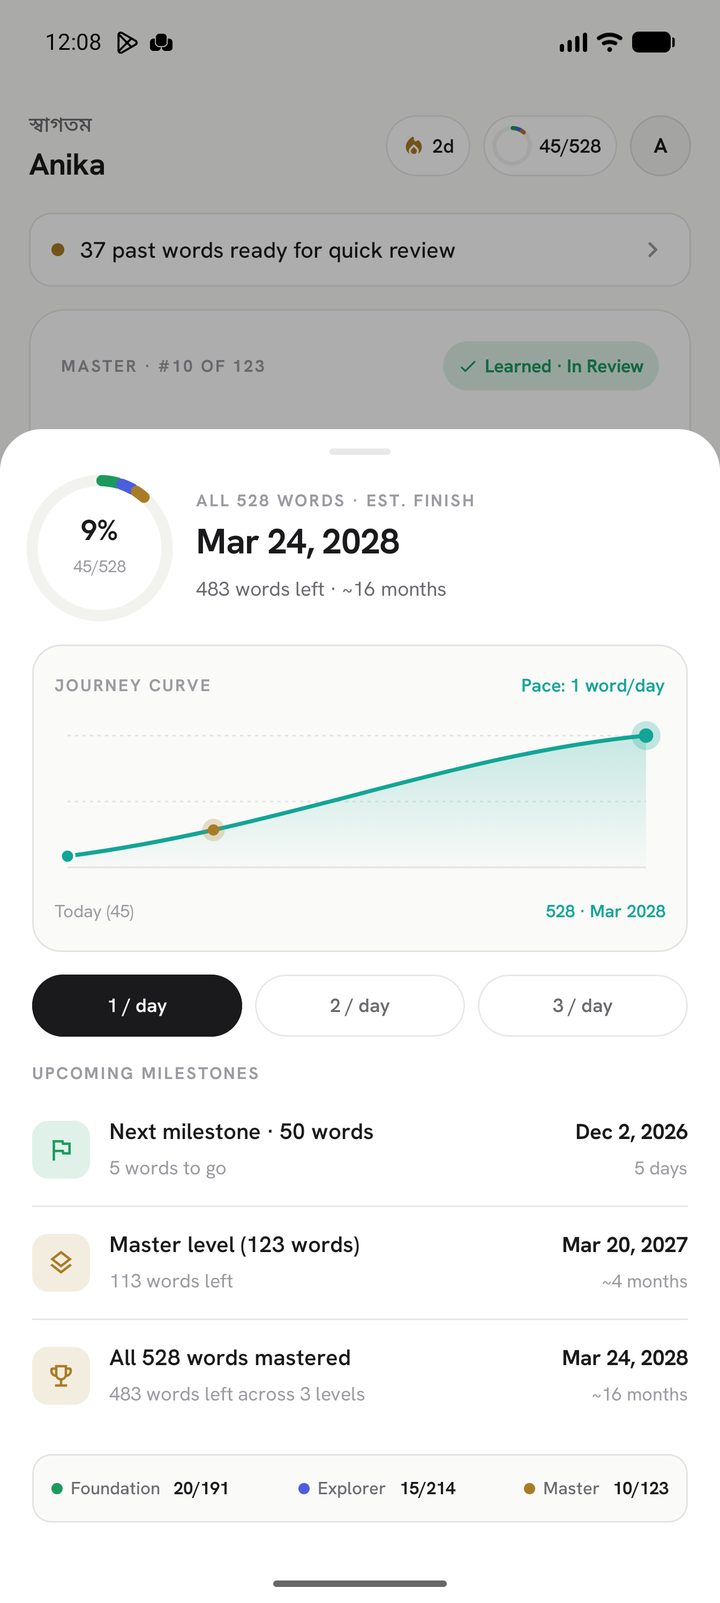 12:08
স্বাগতম
Anika
2d
45/528
A
37 past words ready for quick review
MASTER · #10 OF 123
Learned · In Review
9%
45/528
ALL 528 WORDS · EST. FINISH
Mar 24, 2028
483 words left · ~16 months
JOURNEY CURVE
Pace: 1 word/day
Today (45)
528 · Mar 2028
1 / day
2 / day
3 / day
UPCOMING MILESTONES
Next milestone · 50 words
Dec 2, 2026
5 words to go
5 days
Master level (123 words)
Mar 20, 2027
113 words left
~4 months
All 528 words mastered
Mar 24, 2028
483 words left across 3 levels
~16 months
Foundation 20/191
Explorer 15/214
Master 10/123